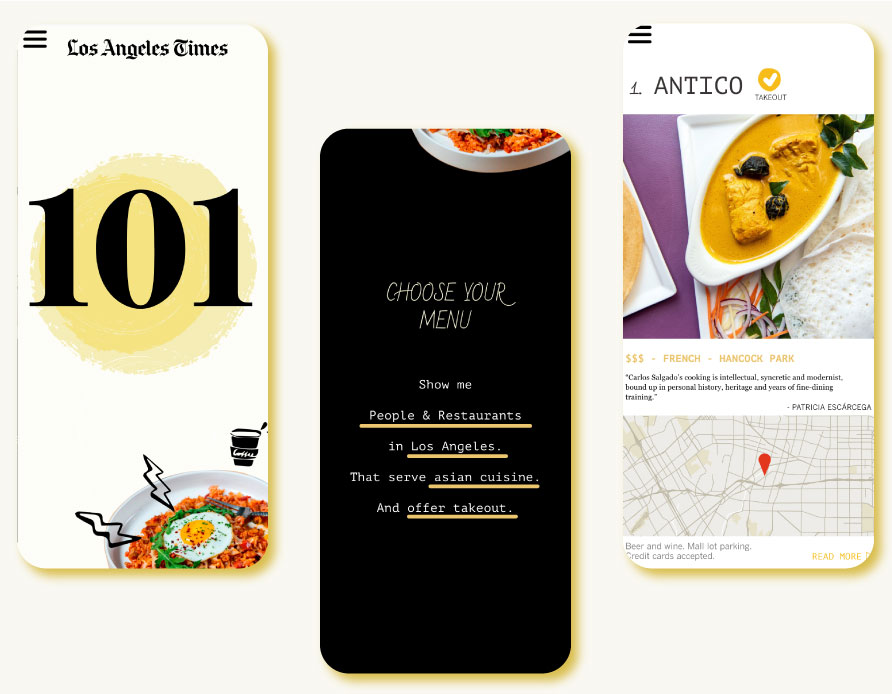 Los Angeles Times
101
Coffee
CHOOSE YOUR
MENU
Show me
People & Restaurants
in Los Angeles.
That serve asian cuisine.
And offer takeout.
1. ANTICO
TAKEOUT
$$$ - FRENCH - HANCOCK PARK
"Carlos Salgado's cooking is intellectual, syncretic and modernist,
bound up in personal history, heritage and years of fine-dining
training."
- PATRICIA ESCÁRCEGA
Beer and wine. Mall lot parking.
Credit cards accepted.
READ MORE